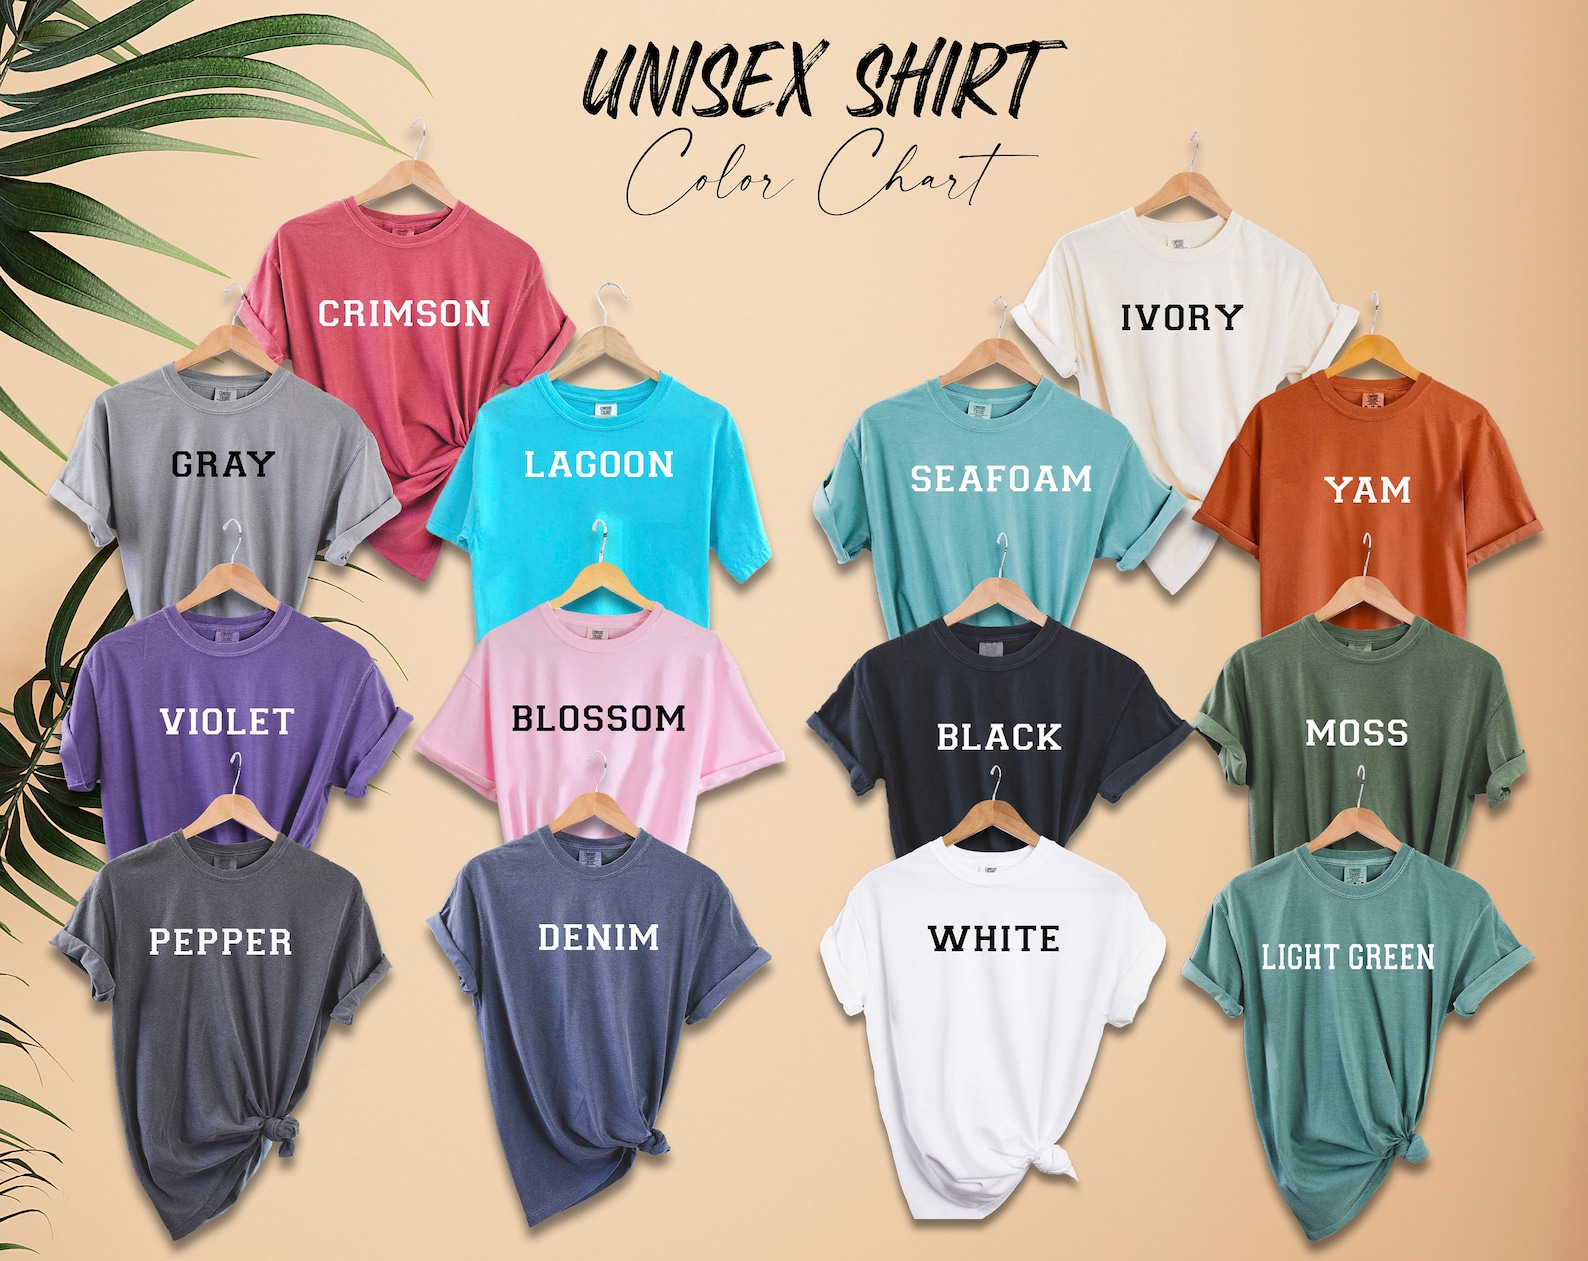 UNISEX SHIRT
Color Chart
CRIMSON
IVORY
GRAY
LAGOON
SEAFOAM
YAM
VIOLET
BLOSSOM
BLACK
MOSS
PEPPER
DENIM
WHITE
LIGHT GREEN